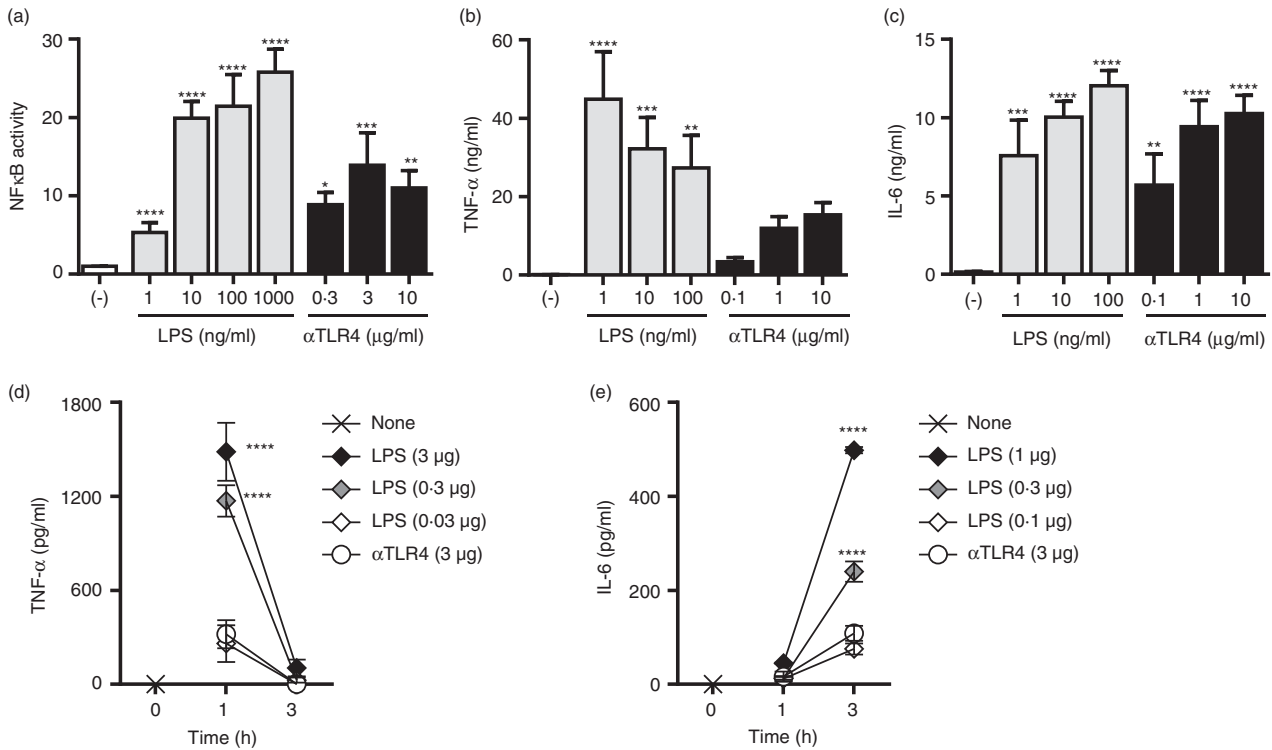 (a)
30
20
10
0
NFκB activity
****
****
****
****
*
***
**
(-) 1 10 100 1000 0·3 3 10
LPS (ng/ml) αTLR4 (μg/ml)
(b)
60
40
20
0
TNF-α (ng/ml)
****
***
**
(-) 1 10 100 0·1 1 10
LPS (ng/ml) αTLR4 (μg/ml)
(c)
15
10
5
0
IL-6 (ng/ml)
***
****
****
**
****
****
(-) 1 10 100 0·1 1 10
LPS (ng/ml) αTLR4 (μg/ml)
(d)
1800
1200
600
0
TNF-α (pg/ml)
****
****
0 1 3
Time (h)
None
LPS (3 μg)
LPS (0·3 μg)
LPS (0·03 μg)
αTLR4 (3 μg)
(e)
600
400
200
0
IL-6 (pg/ml)
****
****
0 1 3
Time (h)
None
LPS (1 μg)
LPS (0·3 μg)
LPS (0·1 μg)
αTLR4 (3 μg)